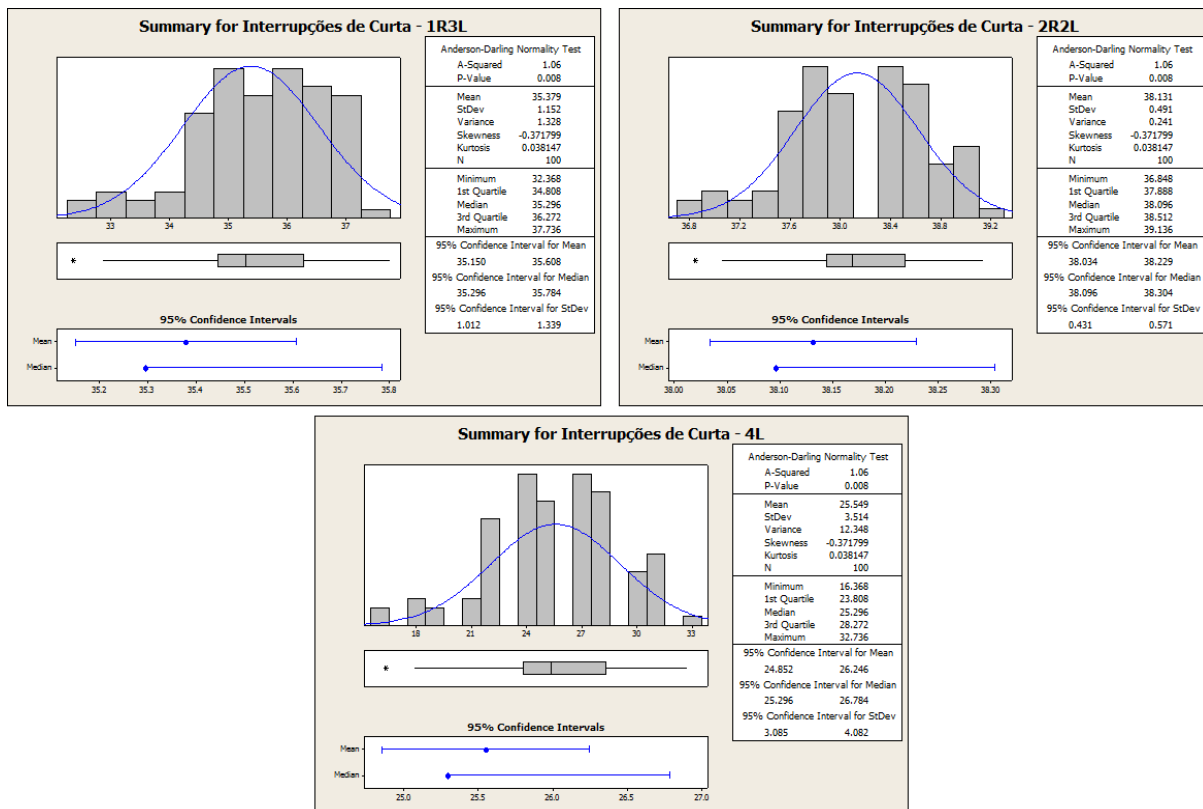 Summary for Interrupções de Curta - 1R3L
33 34 35 36 37
95% Confidence Intervals
Mean
Median
35.2 35.3 35.4 35.5 35.6 35.7 35.8
Anderson-Darling Normality Test
A-Squared 1.06
P-Value 0.008
Mean 35.379
StDev 1.152
Variance 1.328
Skewness -0.371799
Kurtosis 0.038147
N 100
Minimum 32.368
1st Quartile 34.808
Median 35.296
3rd Quartile 36.272
Maximum 37.736
95% Confidence Interval for Mean
35.150 35.608
95% Confidence Interval for Median
35.296 35.784
95% Confidence Interval for StDev
1.012 1.339
Summary for Interrupções de Curta - 2R2L
36.8 37.2 37.6 38.0 38.4 38.8 39.2
95% Confidence Intervals
Mean
Median
38.00 38.05 38.10 38.15 38.20 38.25 38.30
Anderson-Darling Normality Test
A-Squared 1.06
P-Value 0.008
Mean 38.131
StDev 0.491
Variance 0.241
Skewness -0.371799
Kurtosis 0.038147
N 100
Minimum 36.848
1st Quartile 37.888
Median 38.096
3rd Quartile 38.512
Maximum 39.136
95% Confidence Interval for Mean
38.034 38.229
95% Confidence Interval for Median
38.096 38.304
95% Confidence Interval for StDev
0.431 0.571
Summary for Interrupções de Curta - 4L
18 21 24 27 30 33
95% Confidence Intervals
Mean
Median
25.0 25.5 26.0 26.5 27.0
Anderson-Darling Normality Test
A-Squared 1.06
P-Value 0.008
Mean 25.549
StDev 3.514
Variance 12.348
Skewness -0.371799
Kurtosis 0.038147
N 100
Minimum 16.368
1st Quartile 23.808
Median 25.296
3rd Quartile 28.272
Maximum 32.736
95% Confidence Interval for Mean
24.852 26.246
95% Confidence Interval for Median
25.296 26.784
95% Confidence Interval for StDev
3.085 4.082